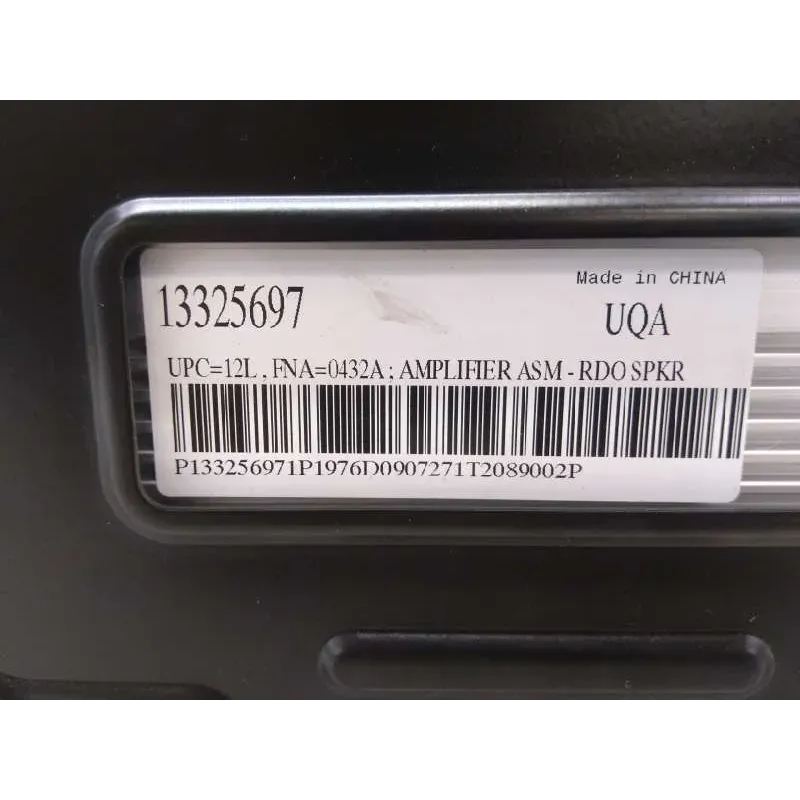 Made in CHINA
13325697
UQA
UPC=12L , FNA=0432A ; AMPLIFIER ASM - RDO SPKR
P133256971P1976D0907271T2089002P